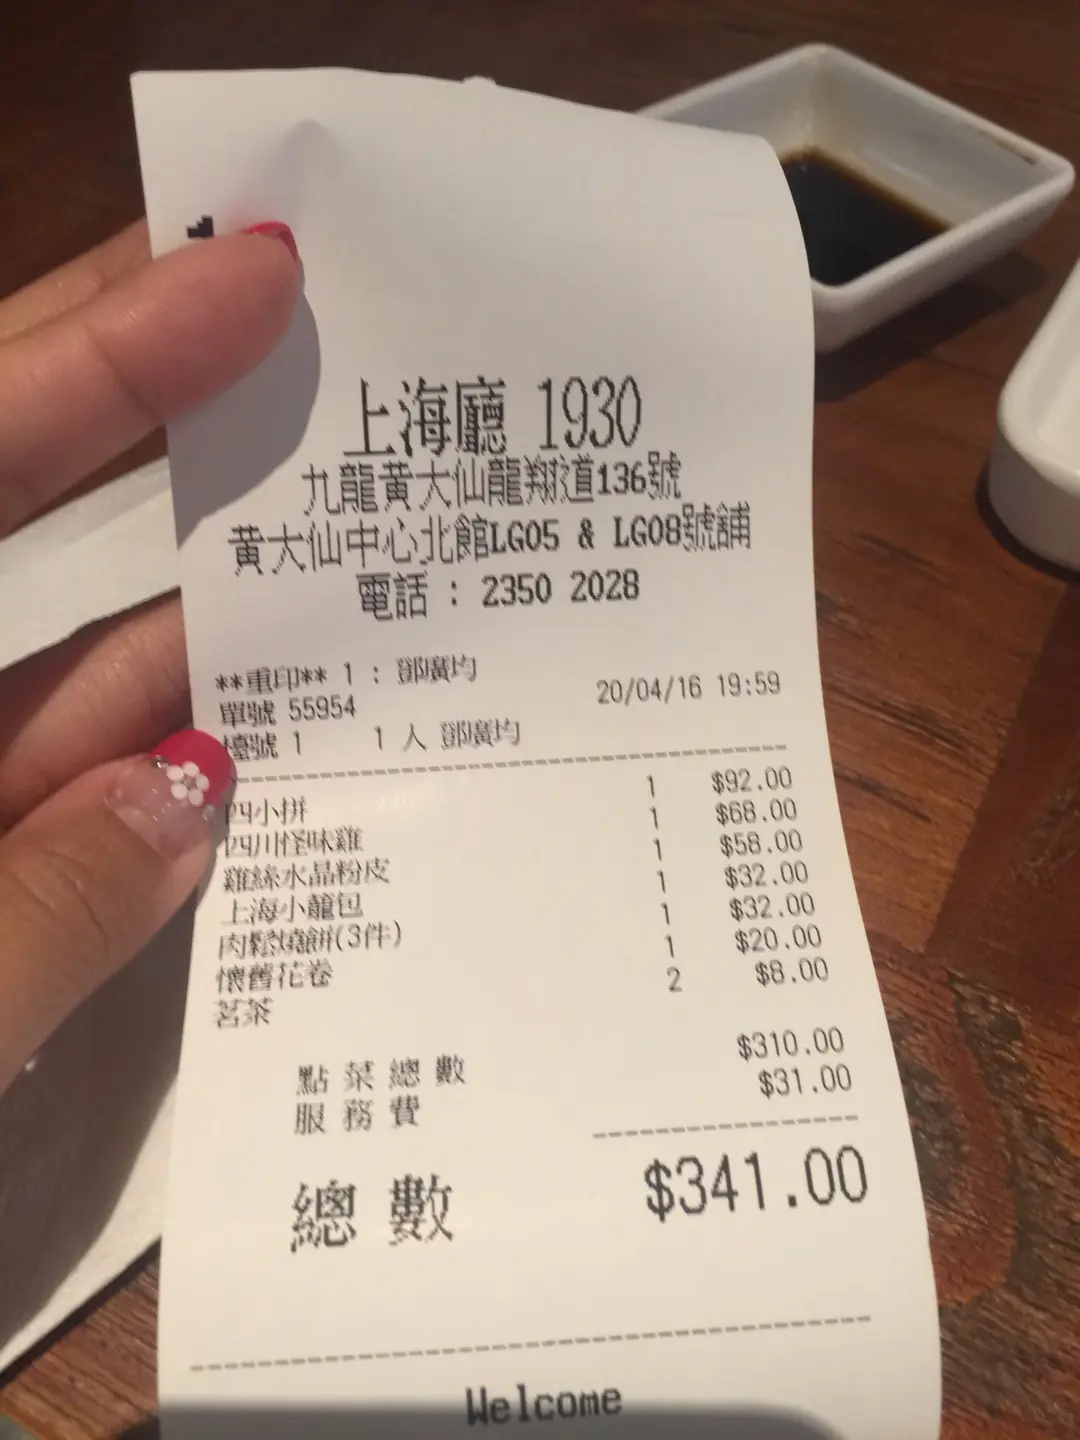 上海廳 1930
九龍黃大仙龍翔道136號
黃大仙中心北館LG05 & LG08號舖
電話 : 2350 2028
**重印** 1 : 鄧廣均
單號 55954 20/04/16 19:59
檯號 1 1 人 鄧廣均
四小拼 1 $92.00
四川怪味雞 1 $68.00
雞絲水晶粉皮 1 $58.00
上海小籠包 1 $32.00
肉鬆燒餅(3件) 1 $32.00
懷舊花卷 1 $20.00
茗茶 2 $8.00
點菜總數 $310.00
服務費 $31.00
總數 $341.00
Welcome